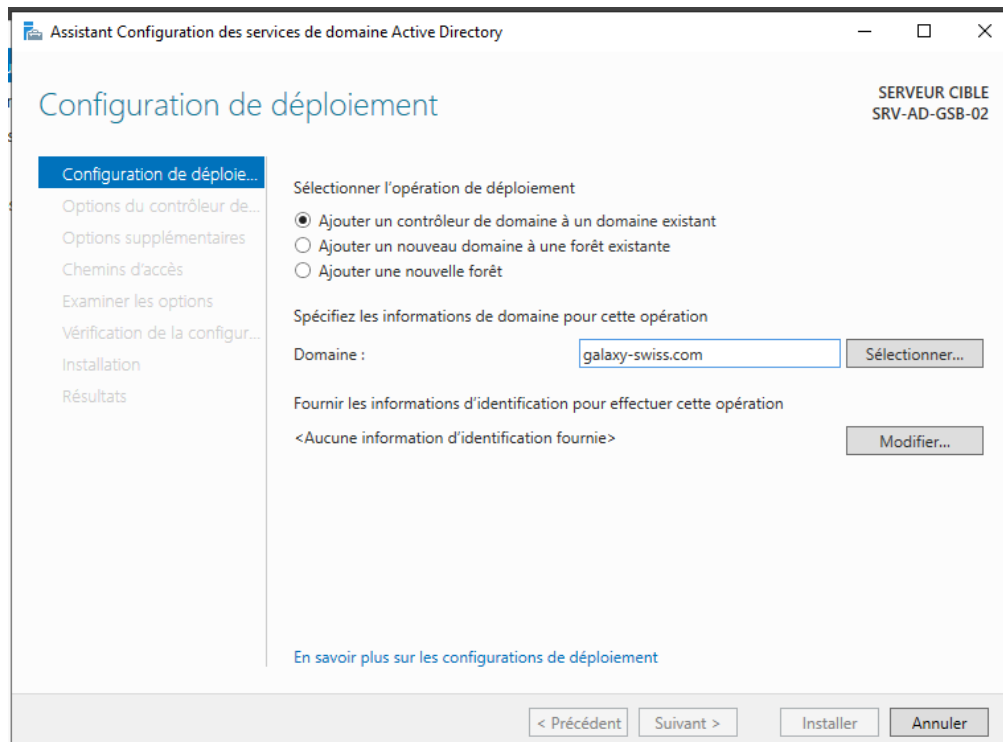 Assistant Configuration des services de domaine Active Directory
Configuration de déploiement
SERVEUR CIBLE
SRV-AD-GSB-02
Configuration de déploie...
Options du contrôleur de...
Options supplémentaires
Chemins d'accès
Examiner les options
Vérification de la configur...
Installation
Résultats
Sélectionner l'opération de déploiement
Ajouter un contrôleur de domaine à un domaine existant
Ajouter un nouveau domaine à une forêt existante
Ajouter une nouvelle forêt
Spécifiez les informations de domaine pour cette opération
Domaine :
galaxy-swiss.com
Sélectionner...
Fournir les informations d'identification pour effectuer cette opération
<Aucune information d'identification fournie>
Modifier...
En savoir plus sur les configurations de déploiement
< Précédent
Suivant >
Installer
Annuler